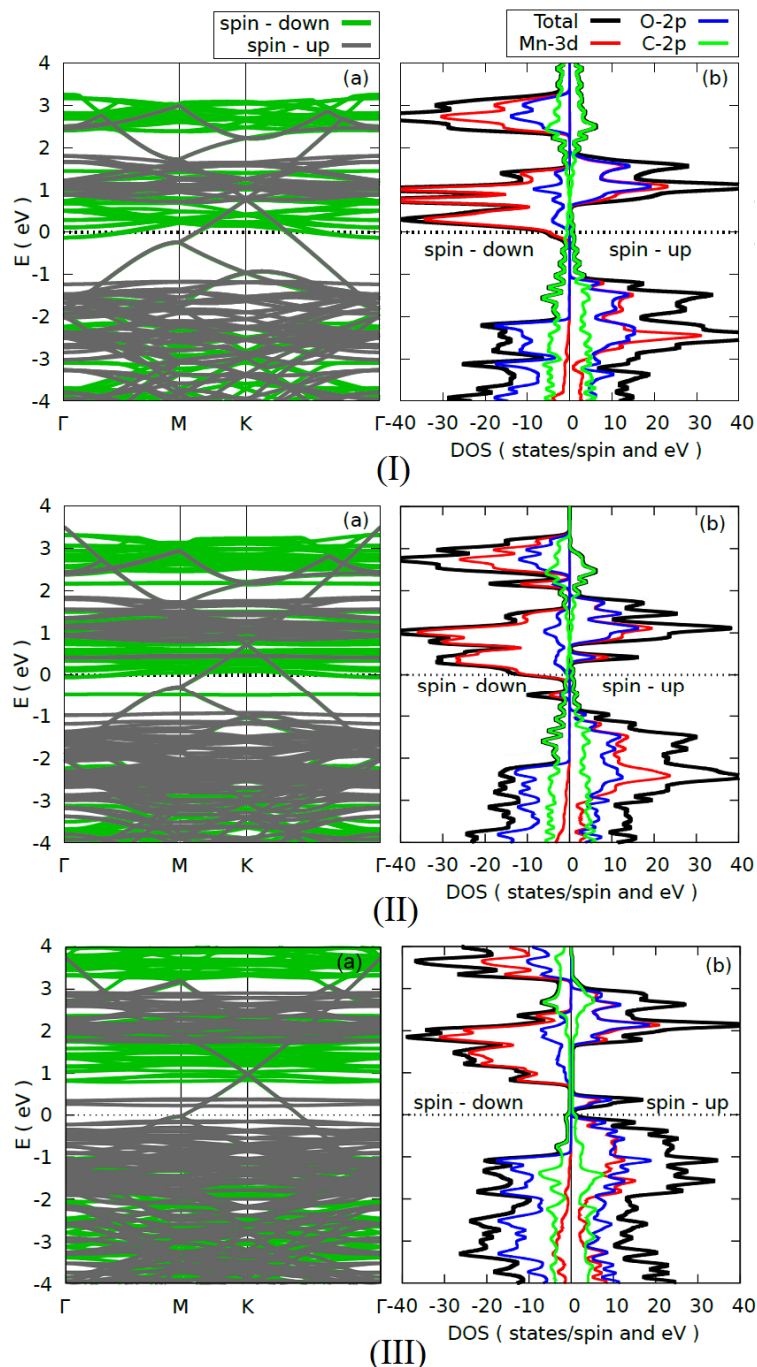 spin - down
spin - up
Total O-2p
Mn-3d C-2p
(a)
(b)
E ( eV )
4
3
2
1
0
-1
-2
-3
-4
spin - down spin - up
Γ M K Γ
-40 -30 -20 -10 0 10 20 30 40
DOS ( states/spin and eV )
(I)
(a)
(b)
E ( eV )
4
3
2
1
0
-1
-2
-3
-4
spin - down spin - up
Γ M K Γ
-40 -30 -20 -10 0 10 20 30 40
DOS ( states/spin and eV )
(II)
(a)
(b)
E ( eV )
4
3
2
1
0
-1
-2
-3
-4
spin - down spin - up
Γ M K Γ
-40 -30 -20 -10 0 10 20 30 40
DOS ( states/spin and eV )
(III)